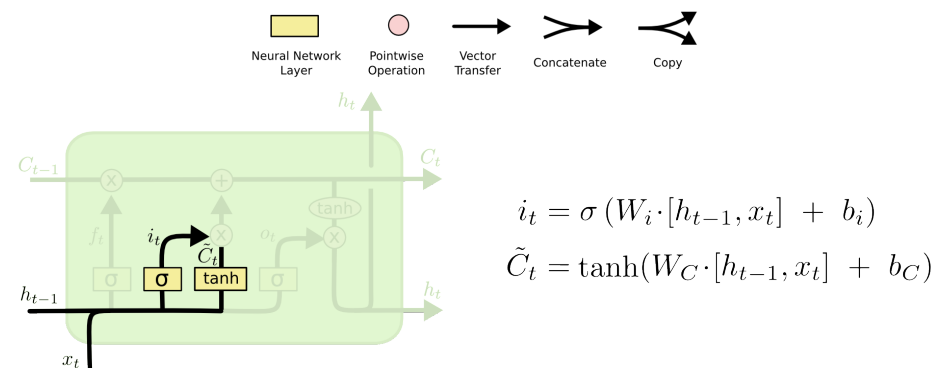 Neural Network Layer
Pointwise Operation
Vector Transfer
Concatenate
Copy
h_t
C_{t-1}
C_t
x
+
tanh
f_t
i_t
C̃_t
x
o_t
x
σ
σ
tanh
σ
h_{t-1}
h_t
x_t
i_t = σ (W_i·[h_{t-1}, x_t] + b_i)
C̃_t = tanh(W_C·[h_{t-1}, x_t] + b_C)